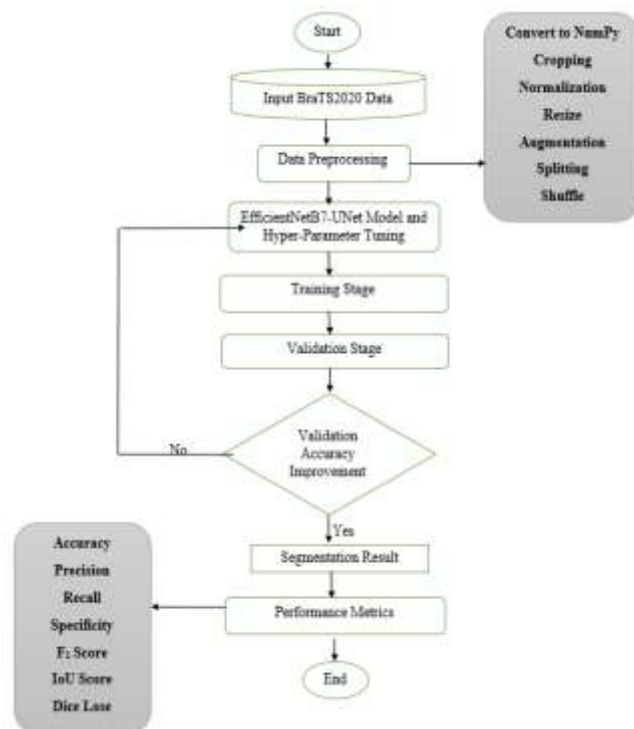 Start
Input BraTS2020 Data
Data Preprocessing
Convert to NumPy
Cropping
Normalization
Resize
Augmentation
Splitting
Shuffle
EfficientNetB7-UNet Model and
Hyper-Parameter Tuning
Training Stage
Validation Stage
Validation
Accuracy
Improvement
No
Yes
Segmentation Result
Performance Metrics
Accuracy
Precision
Recall
Specificity
F₁ Score
IoU Score
Dice Lose
End